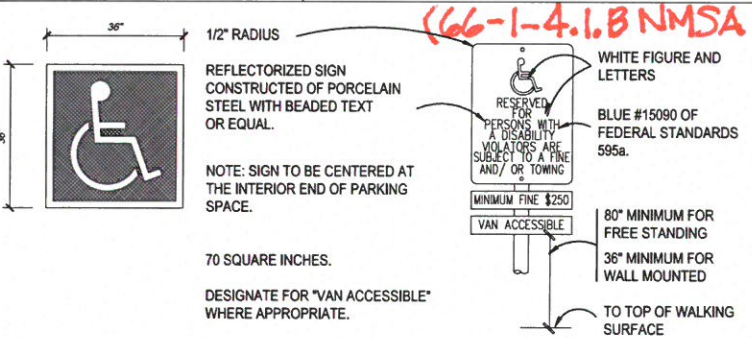 (66-1-4.1.B NMSA
36"
36"
1/2" RADIUS
REFLECTORIZED SIGN
CONSTRUCTED OF PORCELAIN
STEEL WITH BEADED TEXT
OR EQUAL.
NOTE: SIGN TO BE CENTERED AT
THE INTERIOR END OF PARKING
SPACE.
70 SQUARE INCHES.
DESIGNATE FOR "VAN ACCESSIBLE"
WHERE APPROPRIATE.
RESERVED
FOR
PERSONS WITH
A DISABILITY
VIOLATORS ARE
SUBJECT TO A FINE
AND/ OR TOWING
MINIMUM FINE $250
VAN ACCESSIBLE
WHITE FIGURE AND
LETTERS
BLUE #15090 OF
FEDERAL STANDARDS
595a.
80" MINIMUM FOR
FREE STANDING
36" MINIMUM FOR
WALL MOUNTED
TO TOP OF WALKING
SURFACE